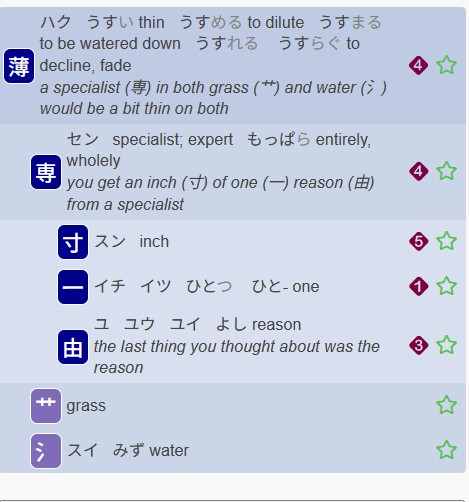 薄 ハク うすい thin うすめる to dilute うすまる
to be watered down うすれる うすらぐ to
decline, fade
a specialist (専) in both grass (艹) and water (氵)
would be a bit thin on both
4
専 セン specialist; expert もっぱら entirely,
wholely
you get an inch (寸) of one (一) reason (由)
from a specialist
4
寸 スン inch 5
一 イチ イツ ひとつ ひと- one 1
由 ユ ユウ ユイ よし reason
the last thing you thought about was the
reason
3
艹 grass
氵 スイ みず water